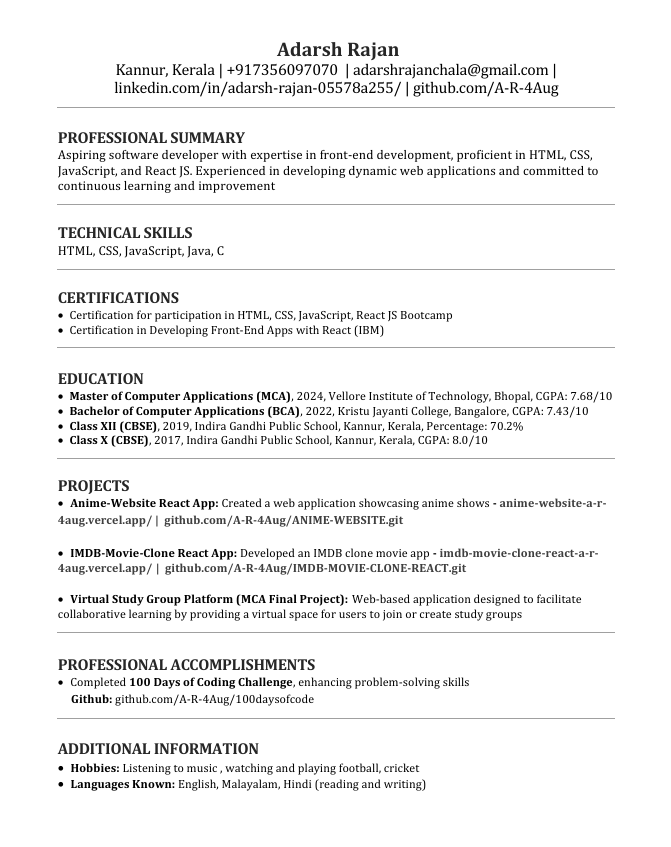 Adarsh Rajan
Kannur, Kerala | +917356097070 | adarshrajanchala@gmail.com |
linkedin.com/in/adarsh-rajan-05578a255/ | github.com/A-R-4Aug
PROFESSIONAL SUMMARY
Aspiring software developer with expertise in front-end development, proficient in HTML, CSS,
JavaScript, and React JS. Experienced in developing dynamic web applications and committed to
continuous learning and improvement
TECHNICAL SKILLS
HTML, CSS, JavaScript, Java, C
CERTIFICATIONS
• Certification for participation in HTML, CSS, JavaScript, React JS Bootcamp
• Certification in Developing Front-End Apps with React (IBM)
EDUCATION
• Master of Computer Applications (MCA), 2024, Vellore Institute of Technology, Bhopal, CGPA: 7.68/10
• Bachelor of Computer Applications (BCA), 2022, Kristu Jayanti College, Bangalore, CGPA: 7.43/10
• Class XII (CBSE), 2019, Indira Gandhi Public School, Kannur, Kerala, Percentage: 70.2%
• Class X (CBSE), 2017, Indira Gandhi Public School, Kannur, Kerala, CGPA: 8.0/10
PROJECTS
• Anime-Website React App: Created a web application showcasing anime shows - anime-website-a-r-
4aug.vercel.app/ | github.com/A-R-4Aug/ANIME-WEBSITE.git
• IMDB-Movie-Clone React App: Developed an IMDB clone movie app - imdb-movie-clone-react-a-r-
4aug.vercel.app/ | github.com/A-R-4Aug/IMDB-MOVIE-CLONE-REACT.git
• Virtual Study Group Platform (MCA Final Project): Web-based application designed to facilitate
collaborative learning by providing a virtual space for users to join or create study groups
PROFESSIONAL ACCOMPLISHMENTS
• Completed 100 Days of Coding Challenge, enhancing problem-solving skills
Github: github.com/A-R-4Aug/100daysofcode
ADDITIONAL INFORMATION
• Hobbies: Listening to music , watching and playing football, cricket
• Languages Known: English, Malayalam, Hindi (reading and writing)